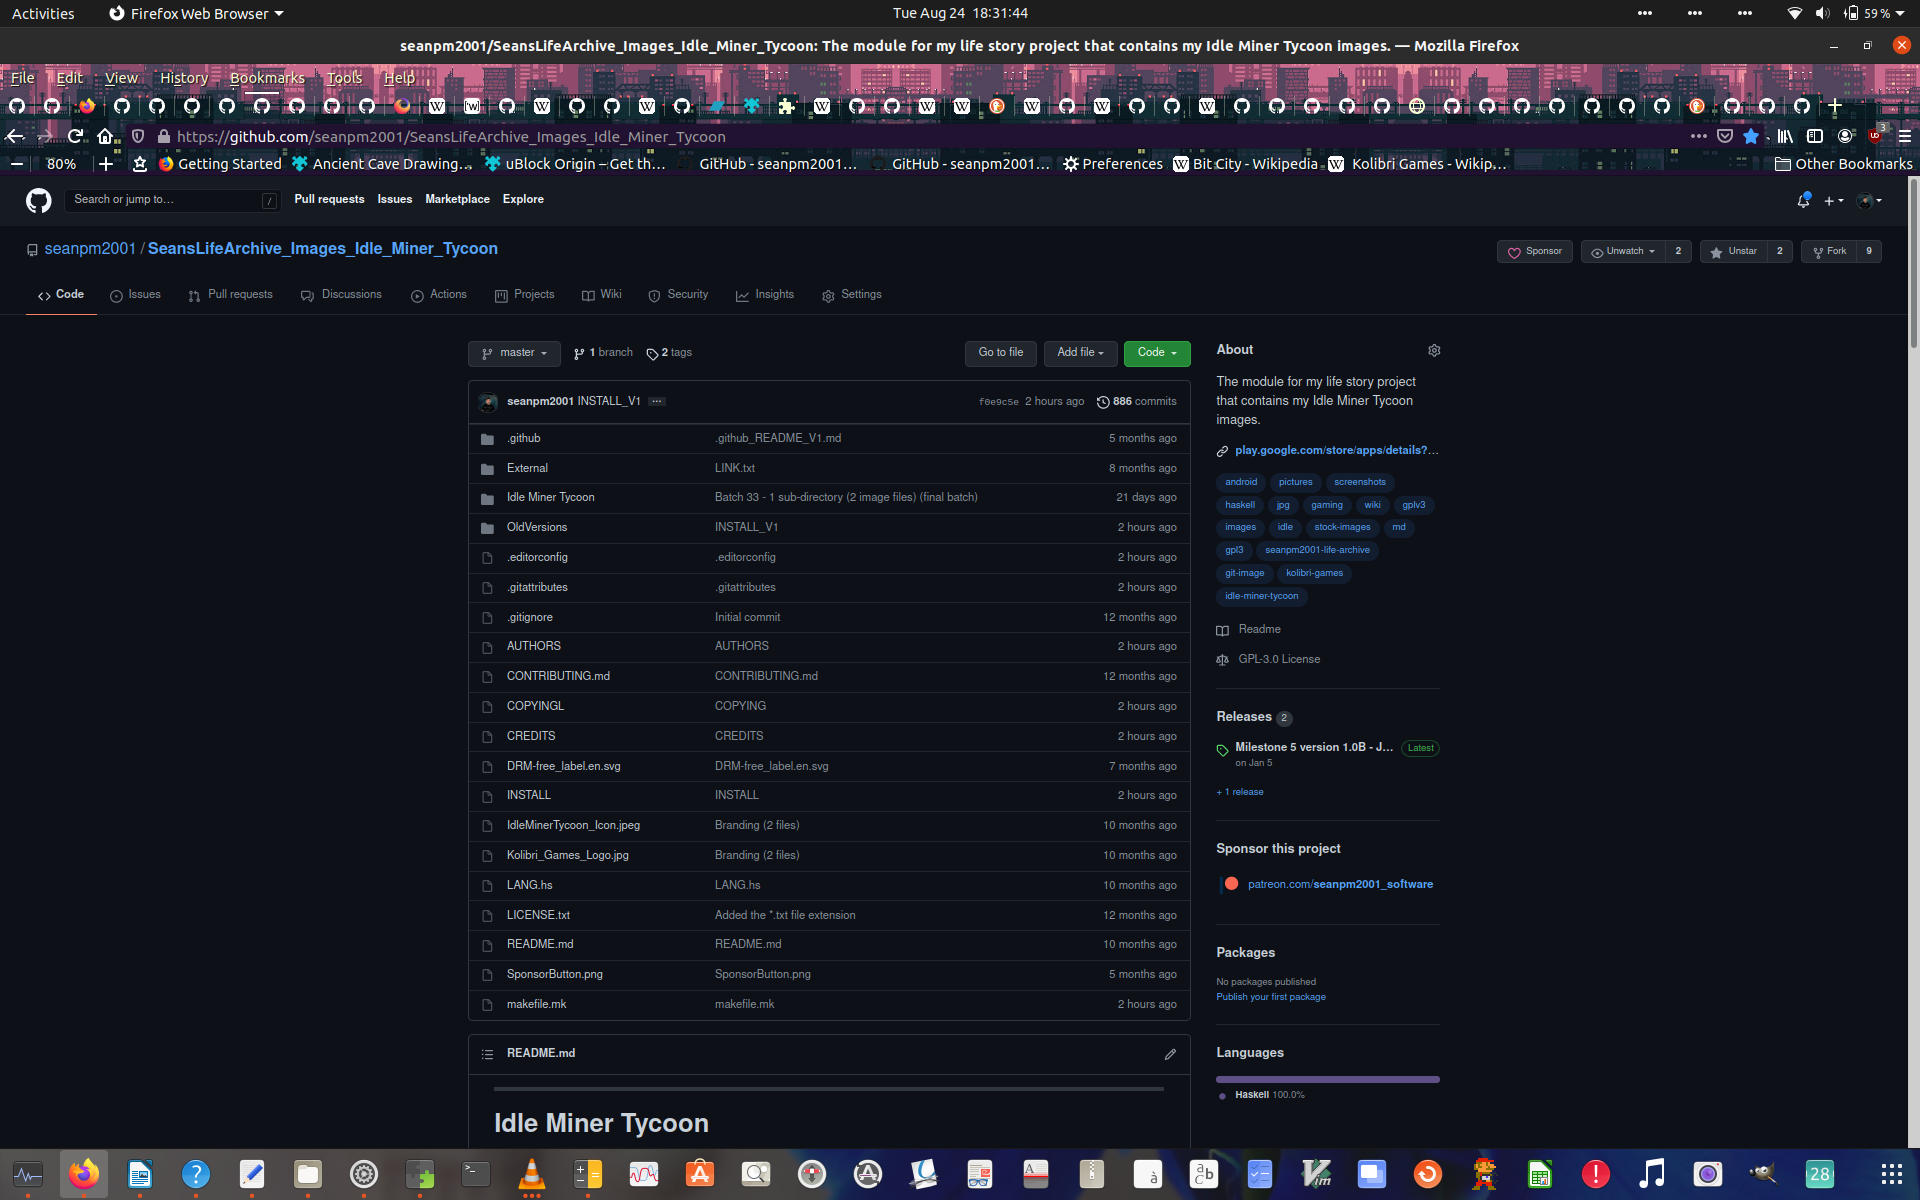 Activities Firefox Web Browser Tue Aug 24 18:31:44 59 %
seanpm2001/SeansLifeArchive_Images_Idle_Miner_Tycoon: The module for my life story project that contains my Idle Miner Tycoon images. — Mozilla Firefox
File Edit View History Bookmarks Tools Help
https://github.com/seanpm2001/SeansLifeArchive_Images_Idle_Miner_Tycoon 3
80% Getting Started Ancient Cave Drawing… uBlock Origin – Get th… GitHub - seanpm2001… GitHub - seanpm2001… Preferences Bit City - Wikipedia Kolibri Games - Wikip… Other Bookmarks
Search or jump to… / Pull requests Issues Marketplace Explore
seanpm2001 / SeansLifeArchive_Images_Idle_Miner_Tycoon Sponsor Unwatch 2 Unstar 2 Fork 9
Code Issues Pull requests Discussions Actions Projects Wiki Security Insights Settings
master 1 branch 2 tags Go to file Add file Code
seanpm2001 INSTALL_V1 … f0e9c5e 2 hours ago 886 commits
.github .github_README_V1.md 5 months ago
External LINK.txt 8 months ago
Idle Miner Tycoon Batch 33 - 1 sub-directory (2 image files) (final batch) 21 days ago
OldVersions INSTALL_V1 2 hours ago
.editorconfig .editorconfig 2 hours ago
.gitattributes .gitattributes 2 hours ago
.gitignore Initial commit 12 months ago
AUTHORS AUTHORS 2 hours ago
CONTRIBUTING.md CONTRIBUTING.md 12 months ago
COPYINGL COPYING 2 hours ago
CREDITS CREDITS 2 hours ago
DRM-free_label.en.svg DRM-free_label.en.svg 7 months ago
INSTALL INSTALL 2 hours ago
IdleMinerTycoon_Icon.jpeg Branding (2 files) 10 months ago
Kolibri_Games_Logo.jpg Branding (2 files) 10 months ago
LANG.hs LANG.hs 10 months ago
LICENSE.txt Added the *.txt file extension 12 months ago
README.md README.md 10 months ago
SponsorButton.png SponsorButton.png 5 months ago
makefile.mk makefile.mk 2 hours ago
README.md
Idle Miner Tycoon
About
The module for my life story project
that contains my Idle Miner Tycoon
images.
play.google.com/store/apps/details?…
android pictures screenshots
haskell jpg gaming wiki gplv3
images idle stock-images md
gpl3 seanpm2001-life-archive
git-image kolibri-games
idle-miner-tycoon
Readme
GPL-3.0 License
Releases 2
Milestone 5 version 1.0B - J… Latest
on Jan 5
+ 1 release
Sponsor this project
patreon.com/seanpm2001_software
Packages
No packages published
Publish your first package
Languages
Haskell 100.0%
28